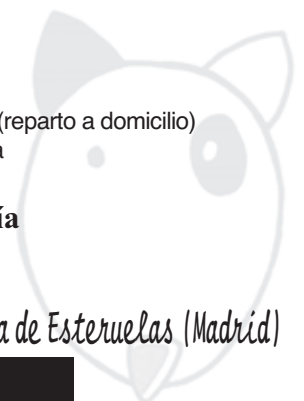 (reparto a domicilio)
a
ía
a de Esteruelas (Madrid)